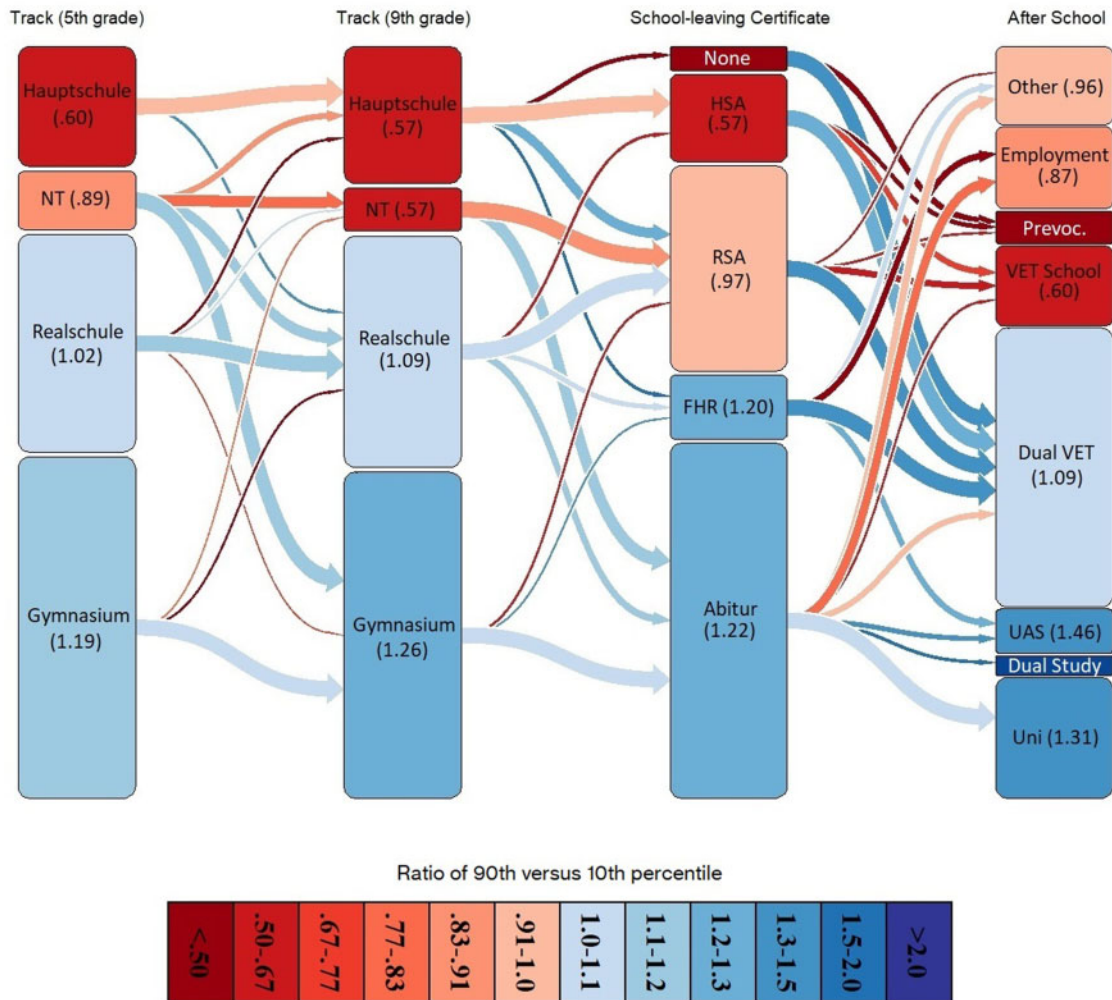 Track (5th grade)
Track (9th grade)
School-leaving Certificate
After School
Hauptschule
(.60)
NT (.89)
Realschule
(1.02)
Gymnasium
(1.19)
Hauptschule
(.57)
NT (.57)
Realschule
(1.09)
Gymnasium
(1.26)
None
HSA
(.57)
RSA
(.97)
FHR (1.20)
Abitur
(1.22)
Other (.96)
Employment
(.87)
Prevoc.
VET School
(.60)
Dual VET
(1.09)
UAS (1.46)
Dual Study
Uni (1.31)
Ratio of 90th versus 10th percentile
<.50
.50-.67
.67-.77
.77-.83
.83-.91
.91-1.0
1.0-1.1
1.1-1.2
1.2-1.3
1.3-1.5
1.5-2.0
>2.0